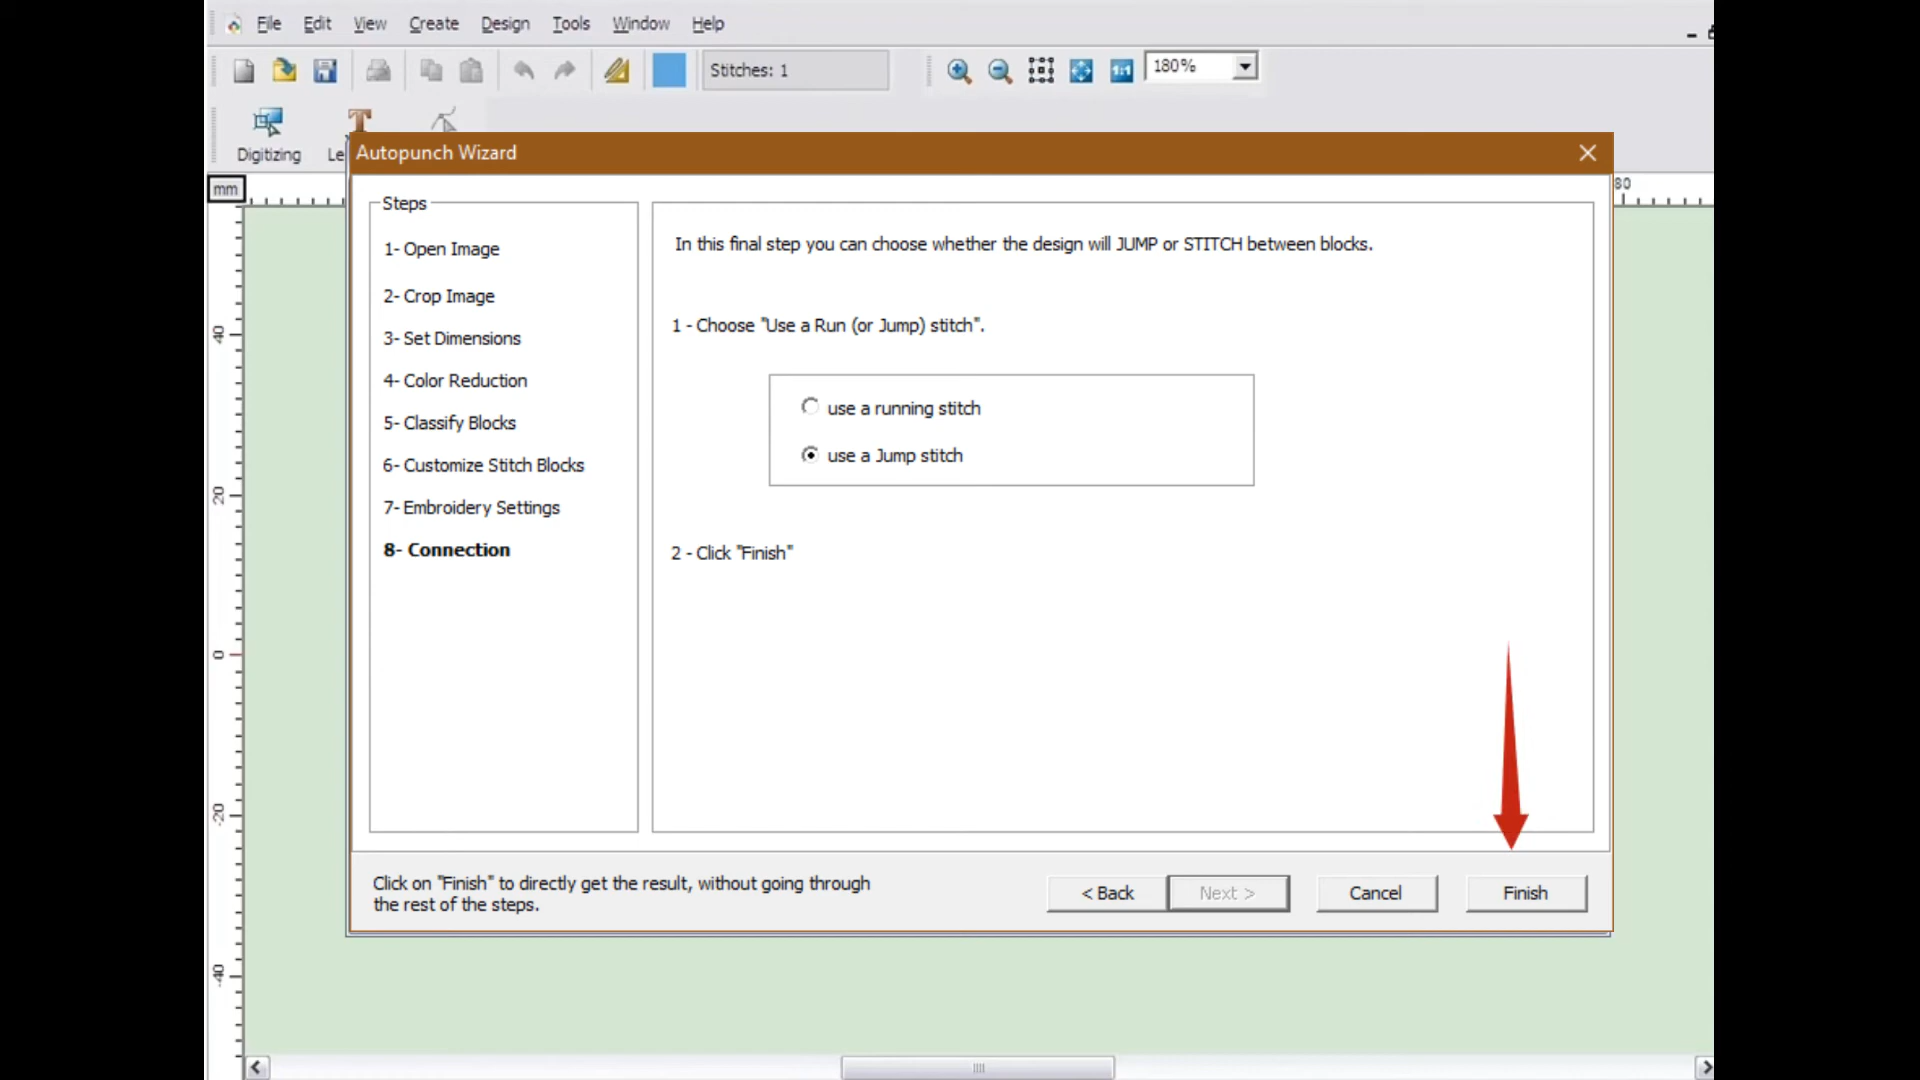 File Edit View Create Design Tools Window Help
Stitches: 1
180%
Digitizing Le
Autopunch Wizard
mm
80
Steps
1- Open Image
2- Crop Image
3- Set Dimensions
4- Color Reduction
5- Classify Blocks
6- Customize Stitch Blocks
7- Embroidery Settings
8- Connection
In this final step you can choose whether the design will JUMP or STITCH between blocks.
1 - Choose "Use a Run (or Jump) stitch".
use a running stitch
use a Jump stitch
2 - Click "Finish"
40
20
0
-20
-40
Click on "Finish" to directly get the result, without going through
the rest of the steps.
< Back Next > Cancel Finish